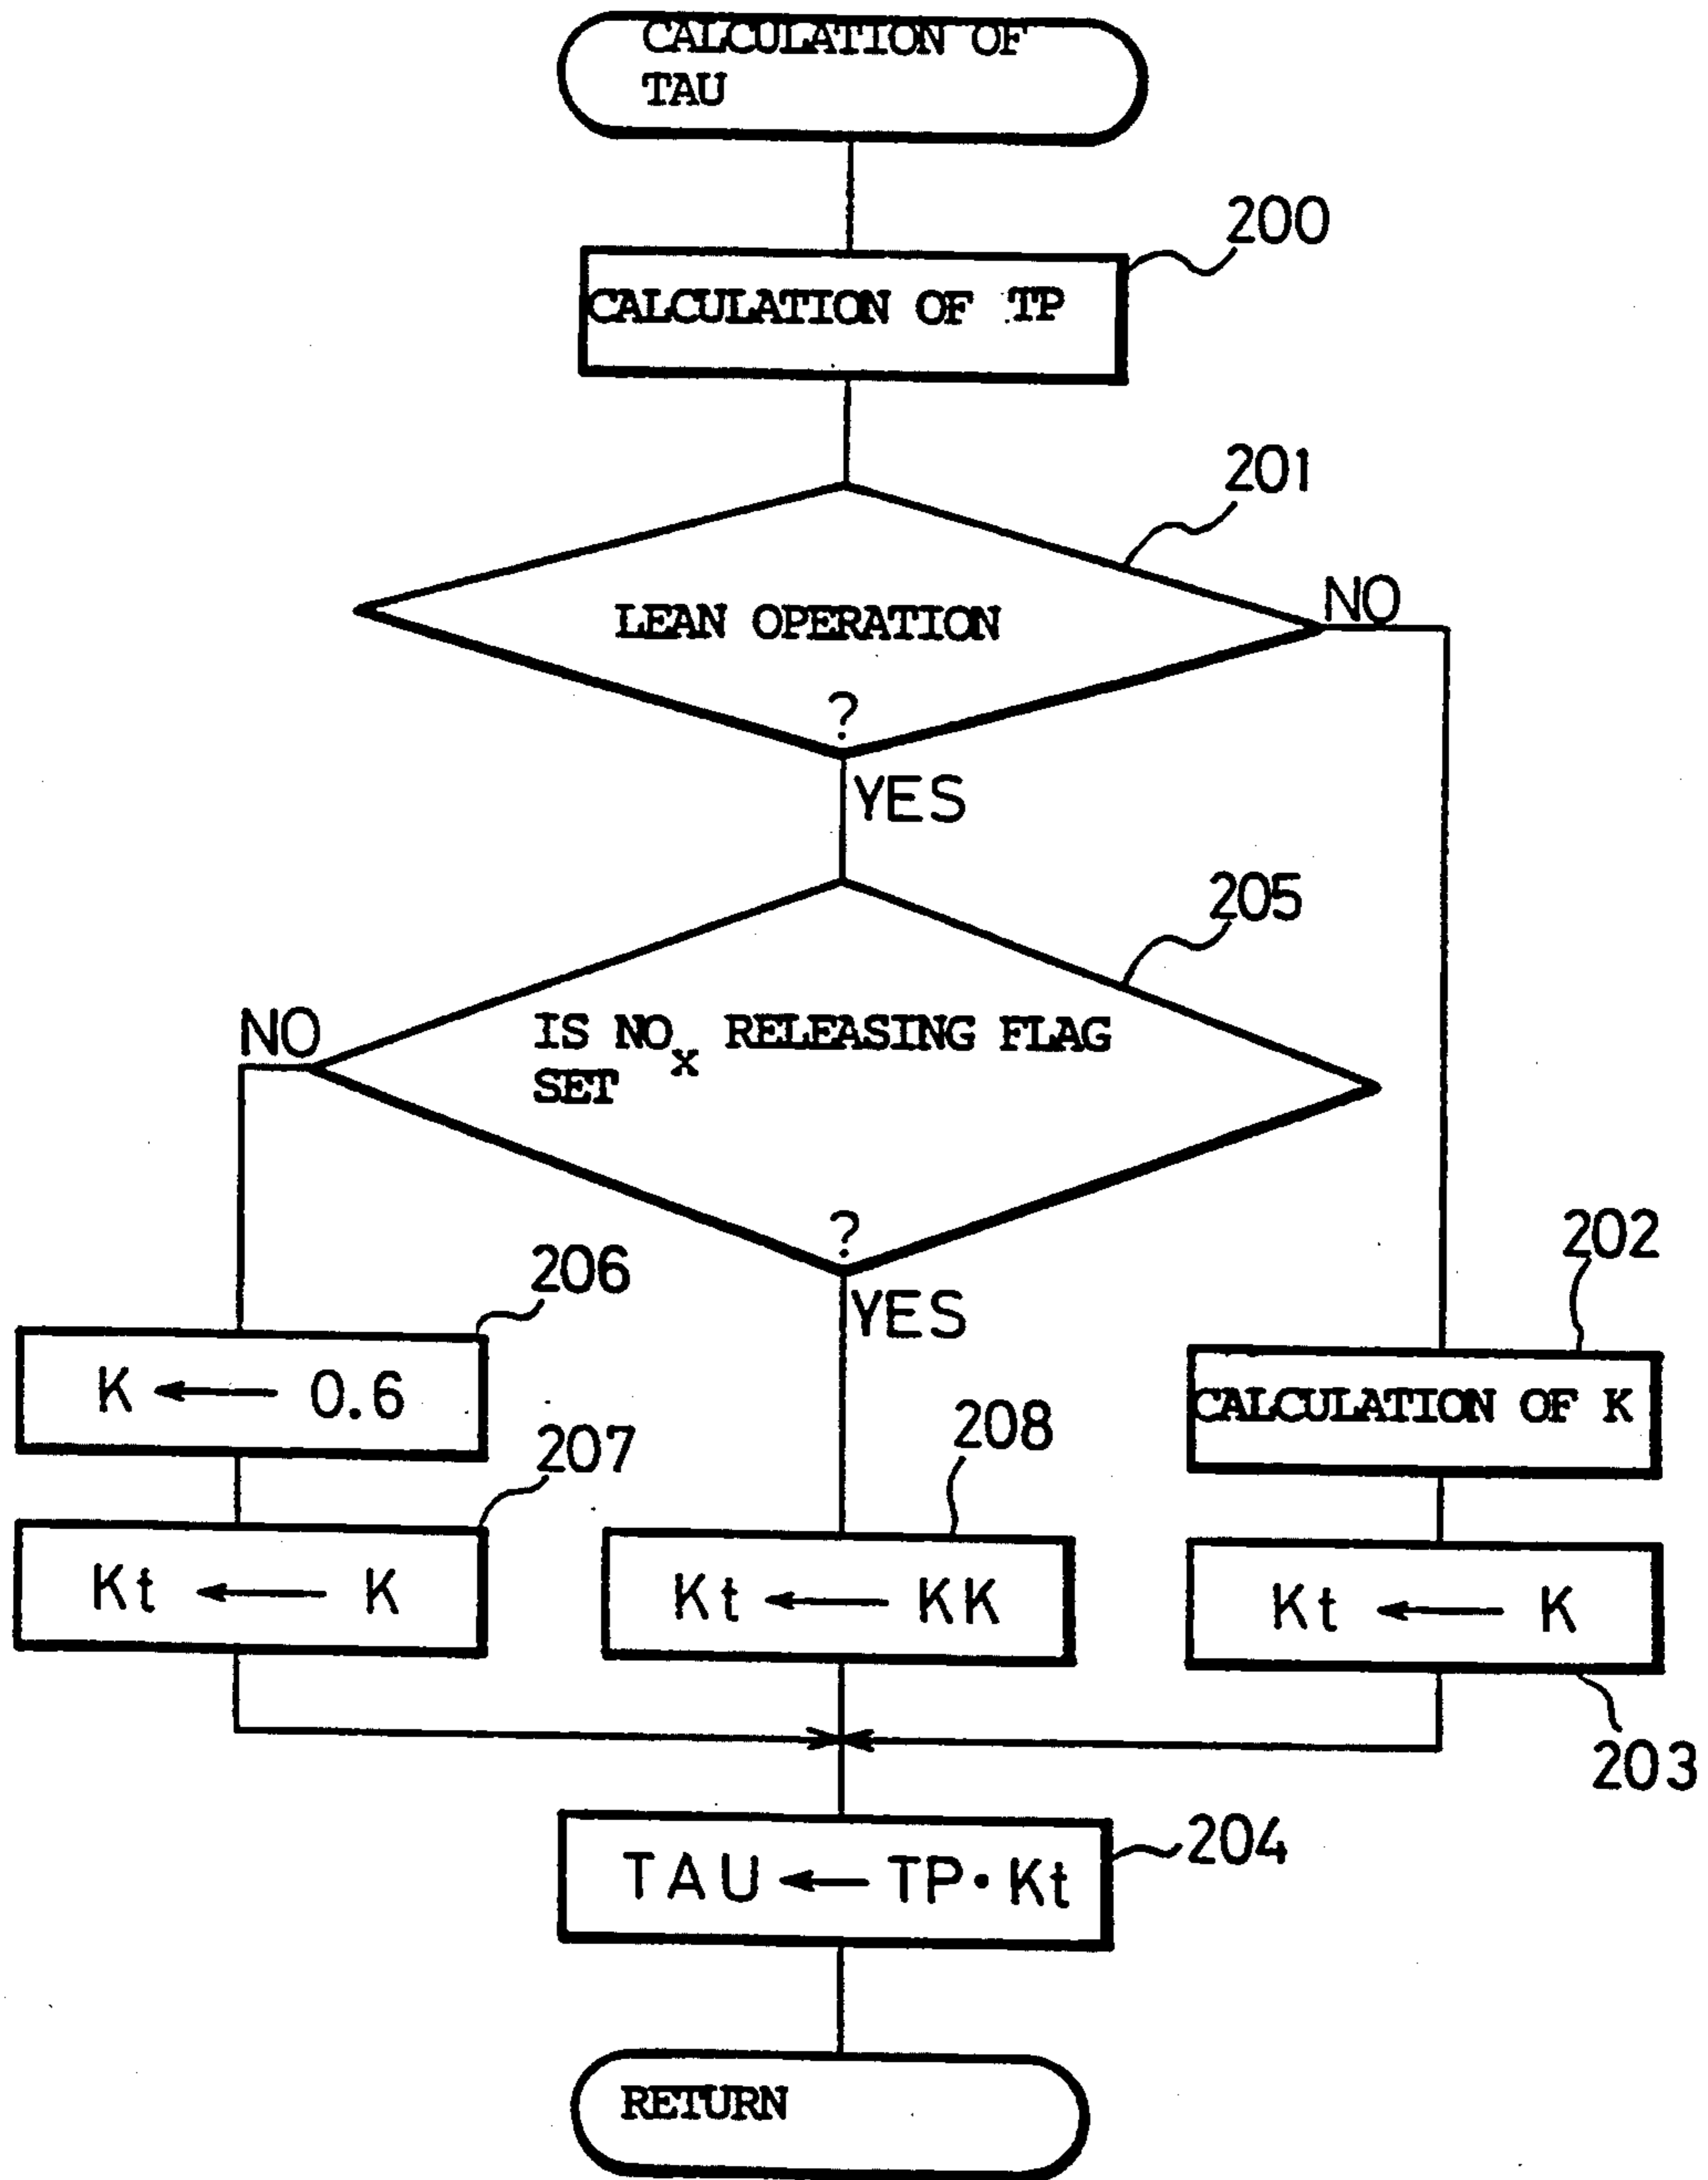 CALCULATION OF
TAU
200
CALCULATION OF TP
201
LEAN OPERATION
?
NO
YES
205
IS NOx RELEASING FLAG
SET
?
NO
YES
206
K ← 0.6
202
CALCULATION OF K
207
Kt ← K
208
Kt ← KK
Kt ← K
203
TAU ← TP·Kt
204
RETURN